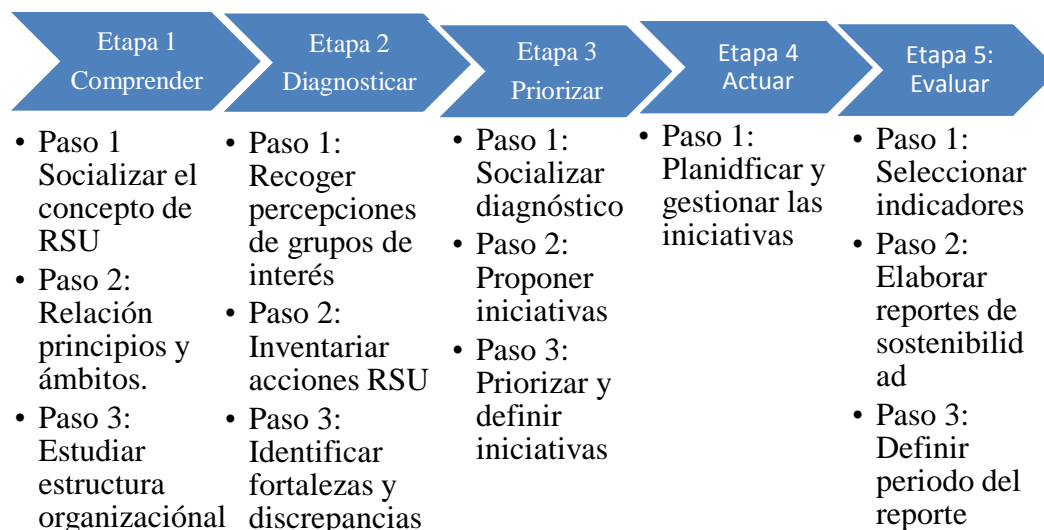 Etapa 1
Comprender
• Paso 1
Socializar el
concepto de
RSU
• Paso 2:
Relación
principios y
ámbitos.
• Paso 3:
Estudiar
estructura
organizaciónal
Etapa 2
Diagnosticar
• Paso 1:
Recoger
percepciones
de grupos de
interés
• Paso 2:
Inventariar
acciones RSU
• Paso 3:
Identificar
fortalezas y
discrepancias
Etapa 3
Priorizar
• Paso 1:
Socializar
diagnóstico
• Paso 2:
Proponer
iniciativas
• Paso 3:
Priorizar y
definir
iniciativas
Etapa 4
Actuar
• Paso 1:
Planidficar y
gestionar las
iniciativas
Etapa 5:
Evaluar
• Paso 1:
Seleccionar
indicadores
• Paso 2:
Elaborar
reportes de
sostenibilid
ad
• Paso 3:
Definir
periodo del
reporte